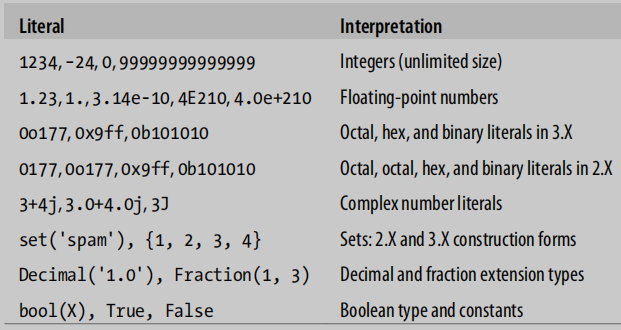 Literal Interpretation
1234,-24,0,99999999999999 Integers (unlimited size)
1.23,1.,3.14e-10,4E210,4.0e+210 Floating-point numbers
0o177,0x9ff,0b101010 Octal, hex, and binary literals in 3.X
0177,0o177,0x9ff,0b101010 Octal, octal, hex, and binary literals in 2.X
3+4j,3.0+4.0j,3J Complex number literals
set('spam'), {1, 2, 3, 4} Sets: 2.X and 3.X construction forms
Decimal('1.0'), Fraction(1, 3) Decimal and fraction extension types
bool(X), True, False Boolean type and constants